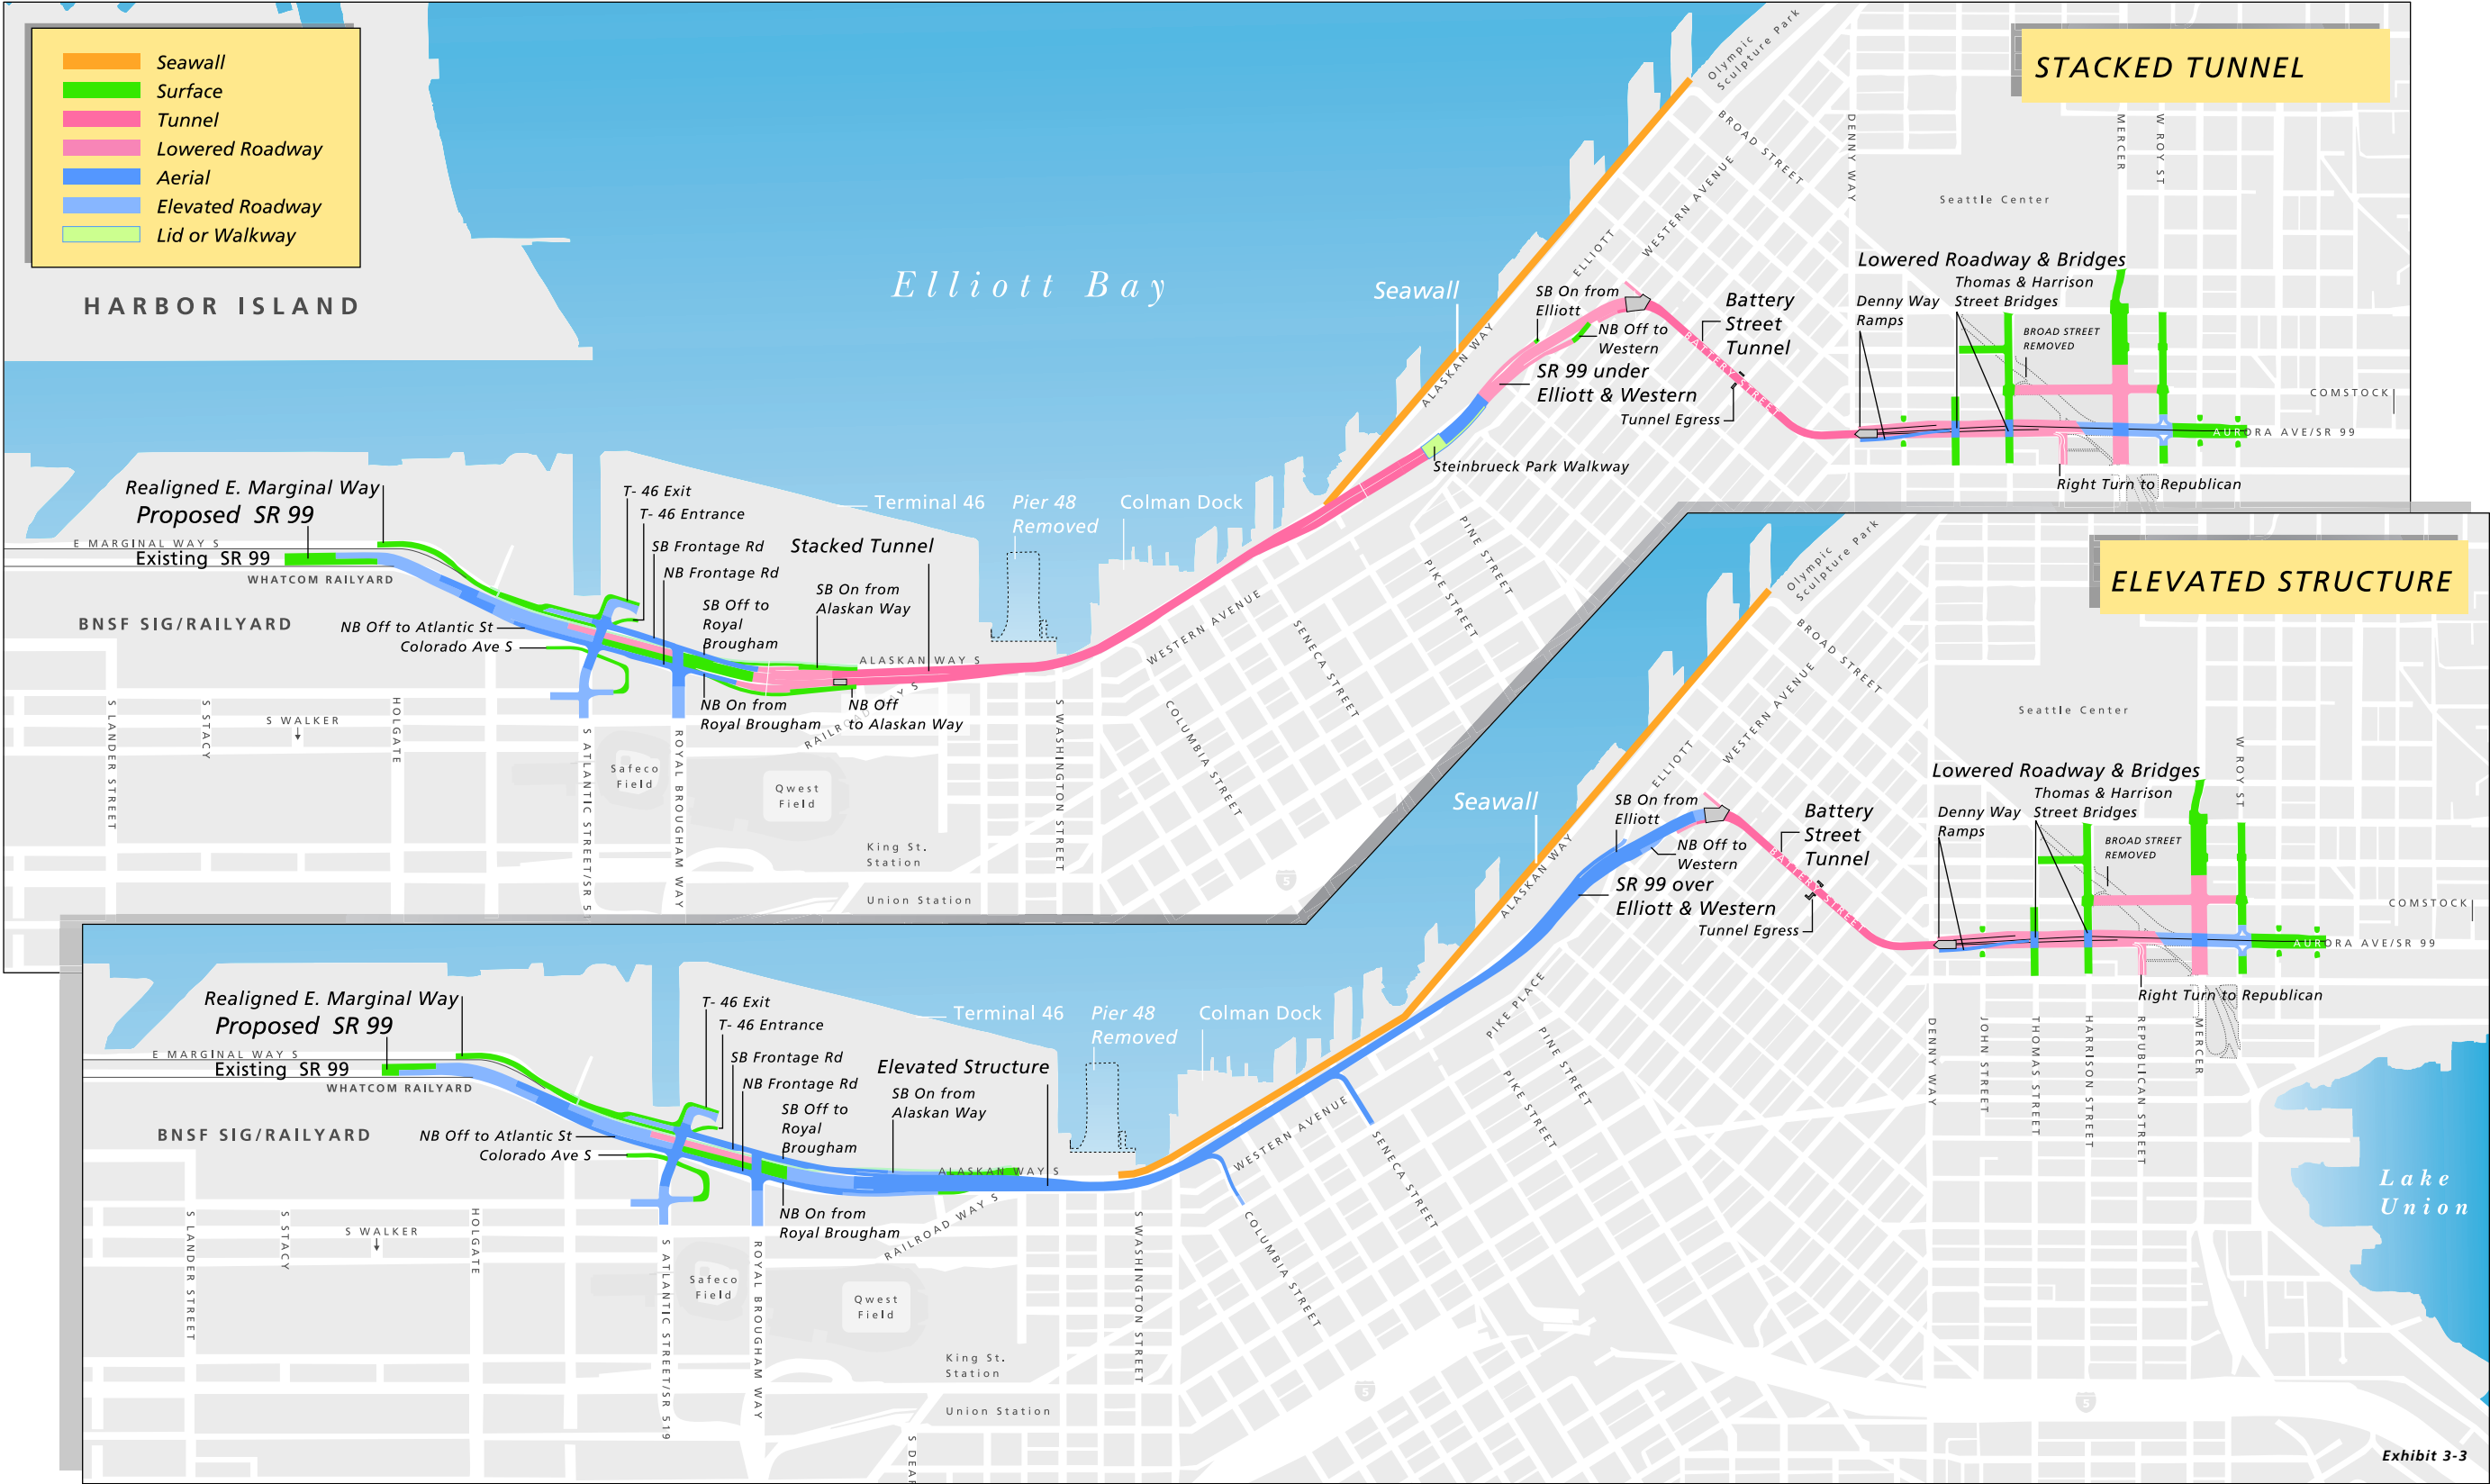 Seawall
Surface
Tunnel
Lowered Roadway
Aerial
Elevated Roadway
Lid or Walkway
HARBOR ISLAND
Elliott Bay
STACKED TUNNEL
Olympic
Sculpture Park
BROAD STREET
WESTERN AVENUE
ELLIOTT
DENNY WAY
MERCER
W ROY ST
Seattle Center
Seawall
ALASKAN WAY
SB On from
Elliott
NB Off to
Western
SR 99 under
Elliott & Western
Battery
Street
Tunnel
BATTERY STREET
Tunnel Egress
Steinbrueck Park Walkway
Lowered Roadway & Bridges
Thomas & Harrison
Street Bridges
Denny Way
Ramps
BROAD STREET
REMOVED
COMSTOCK
AURORA AVE/SR 99
Right Turn to Republican
Realigned E. Marginal Way
Proposed SR 99
E MARGINAL WAY S
Existing SR 99
WHATCOM RAILYARD
BNSF SIG/RAILYARD
NB Off to Atlantic St
Colorado Ave S
T- 46 Exit
T- 46 Entrance
SB Frontage Rd
NB Frontage Rd
SB Off to
Royal
Brougham
Stacked Tunnel
SB On from
Alaskan Way
Terminal 46
Pier 48
Removed
Colman Dock
ALASKAN WAY S
NB On from
Royal Brougham
NB Off
to Alaskan Way
RAILROAD WAY S
WESTERN AVENUE
PINE STREET
PIKE STREET
SENECA STREET
COLUMBIA STREET
S WASHINGTON STREET
S LANDER STREET
S STACY
S WALKER
HOLGATE
S ATLANTIC STREET/SR 51
ROYAL BROUGHAM WAY
Safeco
Field
Qwest
Field
King St.
Station
Union Station
5
ELEVATED STRUCTURE
Olympic
Sculpture Park
BROAD STREET
WESTERN AVENUE
ELLIOTT
W ROY ST
Seattle Center
Seawall
ALASKAN WAY
SB On from
Elliott
NB Off to
Western
SR 99 over
Elliott & Western
Battery
Street
Tunnel
BATTERY STREET
Tunnel Egress
Lowered Roadway & Bridges
Thomas & Harrison
Street Bridges
Denny Way
Ramps
BROAD STREET
REMOVED
COMSTOCK
AURORA AVE/SR 99
Right Turn to Republican
DENNY WAY
JOHN STREET
THOMAS STREET
HARRISON STREET
REPUBLICAN STREET
MERCER
Lake
Union
Realigned E. Marginal Way
Proposed SR 99
E MARGINAL WAY S
Existing SR 99
WHATCOM RAILYARD
BNSF SIG/RAILYARD
NB Off to Atlantic St
Colorado Ave S
T- 46 Exit
T- 46 Entrance
SB Frontage Rd
NB Frontage Rd
SB Off to
Royal
Brougham
Elevated Structure
SB On from
Alaskan Way
Terminal 46
Pier 48
Removed
Colman Dock
ALASKAN WAY S
NB On from
Royal Brougham
RAILROAD WAY S
WESTERN AVENUE
PIKE PLACE
PINE STREET
PIKE STREET
SENECA STREET
COLUMBIA STREET
S WASHINGTON STREET
S LANDER STREET
S STACY
S WALKER
HOLGATE
S ATLANTIC STREET/SR 519
ROYAL BROUGHAM WAY
Safeco
Field
Qwest
Field
King St.
Station
Union Station
S DEAR
5
5
Exhibit 3-3